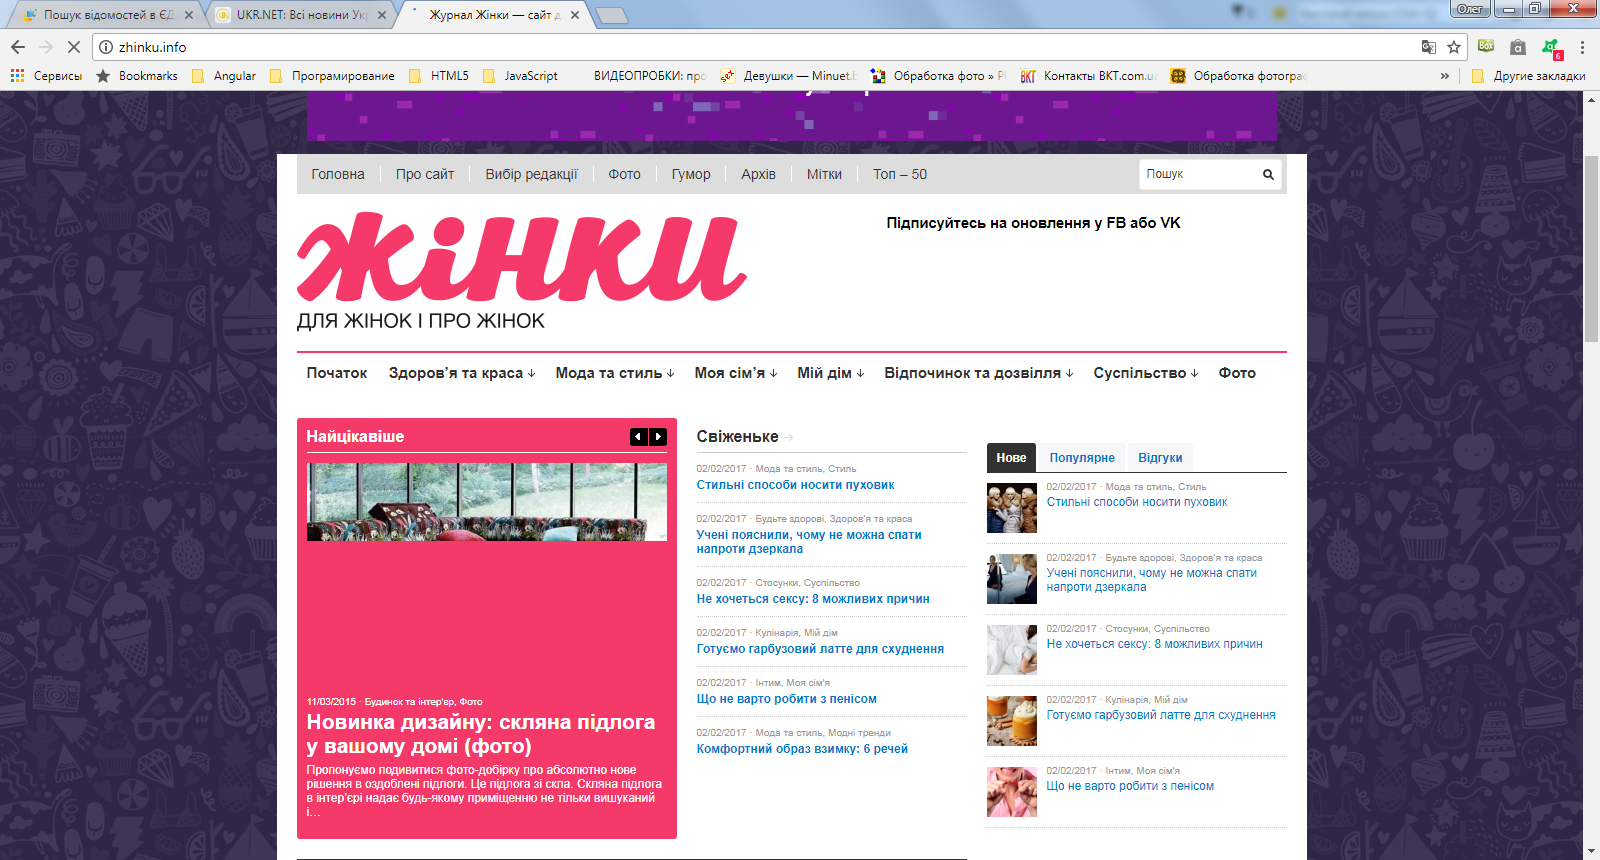 Пошук відомостей в ЄД
UKR.NET: Всі новини Укр
Журнал Жінки — сайт д
Олег
zhinku.info
Сервисы
Bookmarks
Angular
Програмирование
HTML5
JavaScript
ВИДЕОПРОБКИ: про
Девушки — Minuet.b
Обработка фото » Р
Контакты BKT.com.u
Обработка фотограф
»
Другие закладки
Головна
Про сайт
Вибір редакції
Фото
Гумор
Архів
Мітки
Топ – 50
Пошук
жінки
ДЛЯ ЖІНОК І ПРО ЖІНОК
Підписуйтесь на оновлення у FB або VK
Початок
Здоров'я та краса ↓
Мода та стиль ↓
Моя сім'я ↓
Мій дім ↓
Відпочинок та дозвілля ↓
Суспільство ↓
Фото
Найцікавіше
11/03/2015 · Будинок та інтер'єр, Фото
Новинка дизайну: скляна підлога
у вашому домі (фото)
Пропонуємо подивитися фото-добірку про абсолютно нове
рішення в оздоблені підлоги. Це підлога зі скла. Скляна підлога
в інтер'єрі надає будь-якому приміщенню не тільки вишуканий
і…
Свіженьке →
02/02/2017 · Мода та стиль, Стиль
Стильні способи носити пуховик
02/02/2017 · Будьте здорові, Здоров'я та краса
Учені пояснили, чому не можна спати
напроти дзеркала
02/02/2017 · Стосунки, Суспільство
Не хочеться сексу: 8 можливих причин
02/02/2017 · Кулінарія, Мій дім
Готуємо гарбузовий латте для схуднення
02/02/2017 · Інтим, Моя сім'я
Що не варто робити з пенісом
02/02/2017 · Мода та стиль, Модні тренди
Комфортний образ взимку: 6 речей
Нове
Популярне
Відгуки
02/02/2017 · Мода та стиль, Стиль
Стильні способи носити пуховик
02/02/2017 · Будьте здорові, Здоров'я та краса
Учені пояснили, чому не можна спати
напроти дзеркала
02/02/2017 · Стосунки, Суспільство
Не хочеться сексу: 8 можливих причин
02/02/2017 · Кулінарія, Мій дім
Готуємо гарбузовий латте для схуднення
02/02/2017 · Інтим, Моя сім'я
Що не варто робити з пенісом